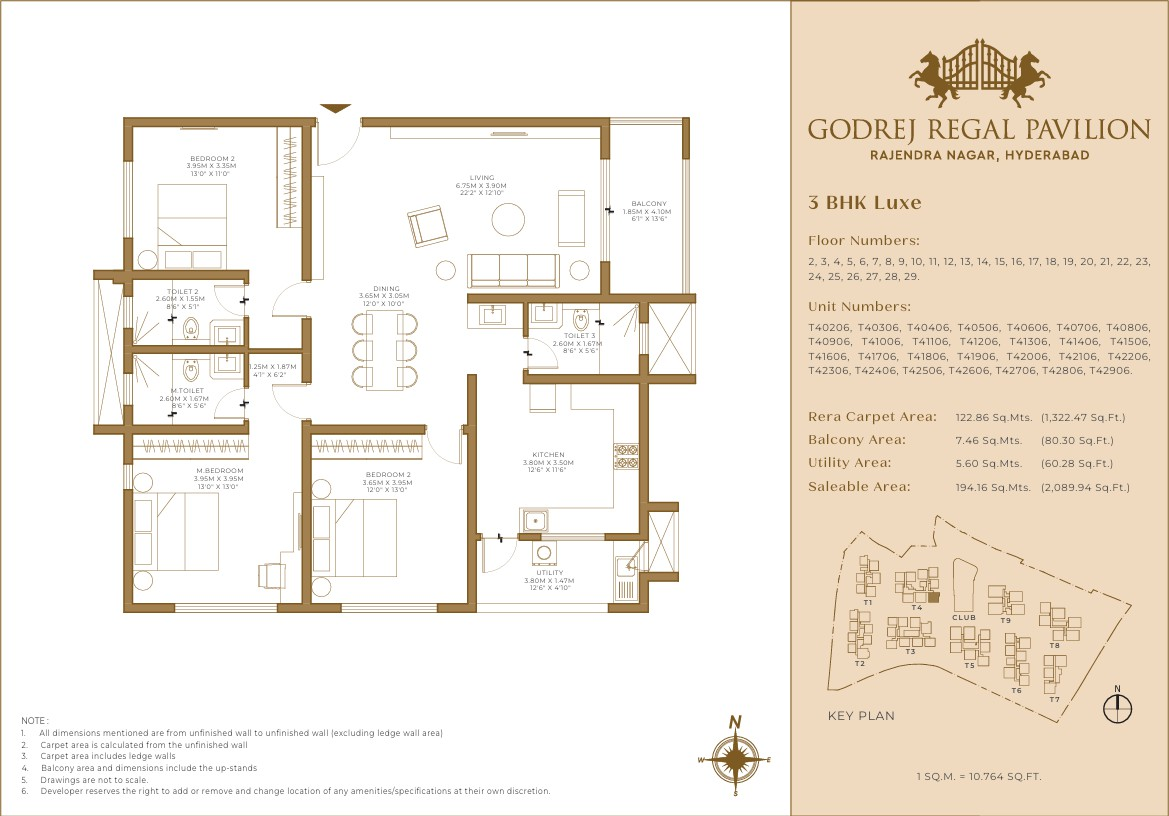 GODREJ REGAL PAVILION
RAJENDRA NAGAR, HYDERABAD
3 BHK Luxe
Floor Numbers:
2, 3, 4, 5, 6, 7, 8, 9, 10, 11, 12, 13, 14, 15, 16, 17, 18, 19, 20, 21, 22, 23,
24, 25, 26, 27, 28, 29.
Unit Numbers:
T40206, T40306, T40406, T40506, T40606, T40706, T40806,
T40906, T41006, T41106, T41206, T41306, T41406, T41506,
T41606, T41706, T41806, T41906, T42006, T42106, T42206,
T42306, T42406, T42506, T42606, T42706, T42806, T42906.
Rera Carpet Area: 122.86 Sq.Mts. (1,322.47 Sq.Ft.)
Balcony Area: 7.46 Sq.Mts. (80.30 Sq.Ft.)
Utility Area: 5.60 Sq.Mts. (60.28 Sq.Ft.)
Saleable Area: 194.16 Sq.Mts. (2,089.94 Sq.Ft.)
T1
T4
CLUB
T9
T8
T2
T3
T5
T6
T7
N
KEY PLAN
1 SQ.M. = 10.764 SQ.FT.
BEDROOM 2
3.95M X 3.35M
13'0" X 11'0"
LIVING
6.75M X 3.90M
22'2" X 12'10"
BALCONY
1.85M X 4.10M
6'1" X 13'6"
TOILET 2
2.60M X 1.55M
8'6" X 5'1"
DINING
3.65M X 3.05M
12'0" X 10'0"
TOILET 3
2.60M X 1.67M
8'6" X 5'6"
1.25M X 1.87M
4'1" X 6'2"
M.TOILET
2.60M X 1.67M
8'6" X 5'6"
M.BEDROOM
3.95M X 3.95M
13'0" X 13'0"
BEDROOM 2
3.65M X 3.95M
12'0" X 13'0"
KITCHEN
3.80M X 3.50M
12'6" X 11'6"
UTILITY
3.80M X 1.47M
12'6" X 4'10"
NOTE :
1. All dimensions mentioned are from unfinished wall to unfinished wall (excluding ledge wall area)
2. Carpet area is calculated from the unfinished wall
3. Carpet area includes ledge walls
4. Balcony area and dimensions include the up-stands
5. Drawings are not to scale.
6. Developer reserves the right to add or remove and change location of any amenities/specifications at their own discretion.
N
W E
S